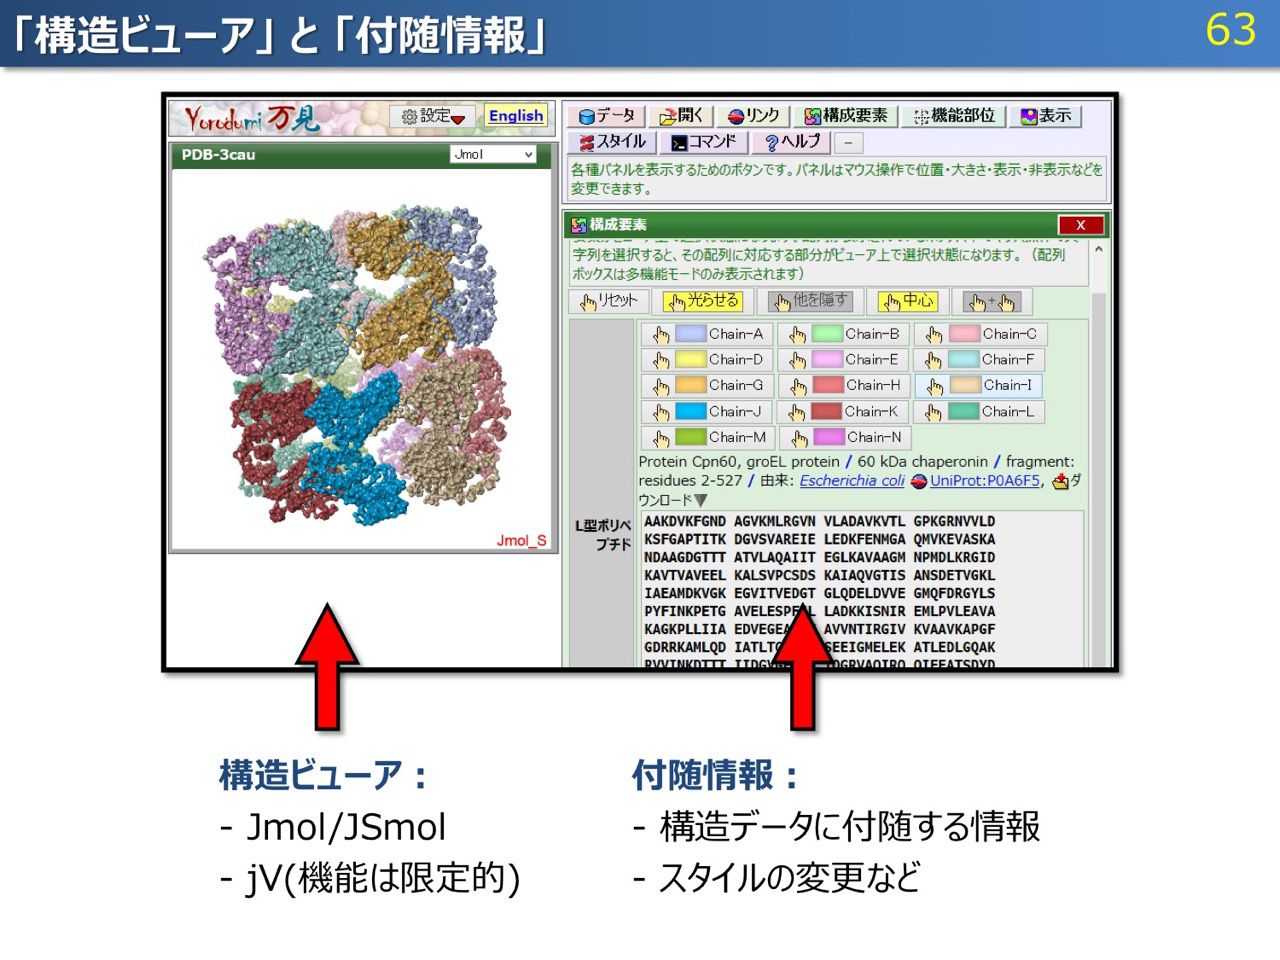 「構造ビューア」と「付随情報」
63
Yorodumi 万見
設定
English
PDB-3cau
Jmol
Jmol_S
データ 開く リンク 構成要素 機能部位 表示
スタイル コマンド ヘルプ −
各種パネルを表示するためのボタンです。パネルはマウス操作で位置・大きさ・表示・非表示などを
変更できます。
構成要素
X
字列を選択すると、その配列に対応する部分がビューア上で選択状態になります。(配列
ボックスは多機能モードのみ表示されます)
リセット 光らせる 他を隠す 中心 +
Chain-A Chain-B Chain-C
Chain-D Chain-E Chain-F
Chain-G Chain-H Chain-I
Chain-J Chain-K Chain-L
Chain-M Chain-N
Protein Cpn60, groEL protein / 60 kDa chaperonin / fragment:
residues 2-527 / 由来: Escherichia coli UniProt:P0A6F5, ダ
ウンロード▼
L型ポリペ
プチド
AAKDVKFGND AGVKMLRGVN VLADAVKVTL GPKGRNVVLD
KSFGAPTITK DGVSVAREIE LEDKFENMGA QMVKEVASKA
NDAAGDGTTT ATVLAQAIIT EGLKAVAAGM NPMDLKRGID
KAVTVAVEEL KALSVPCSDS KAIAQVGTIS ANSDETVGKL
IAEAMDKVGK EGVITVEDGT GLQDELDVVE GMQFDRGYLS
PYFINKPETG AVELESP L LADKKISNIR EMLPVLEAVA
KAGKPLLIIA EDVEGEA AVVNTIRGIV KVAAVKAPGF
GDRRKAMLQD IATLT SEEIGMELEK ATLEDLGQAK
RVVINKDTTT
構造ビューア：
- Jmol/JSmol
- jV(機能は限定的)
付随情報：
- 構造データに付随する情報
- スタイルの変更など